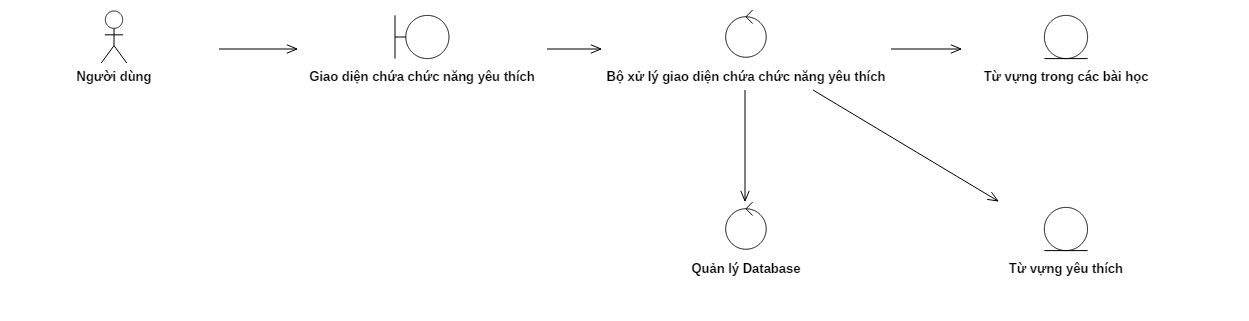 Người dùng
Giao diện chứa chức năng yêu thích
Bộ xử lý giao diện chứa chức năng yêu thích
Từ vựng trong các bài học
Quản lý Database
Từ vựng yêu thích